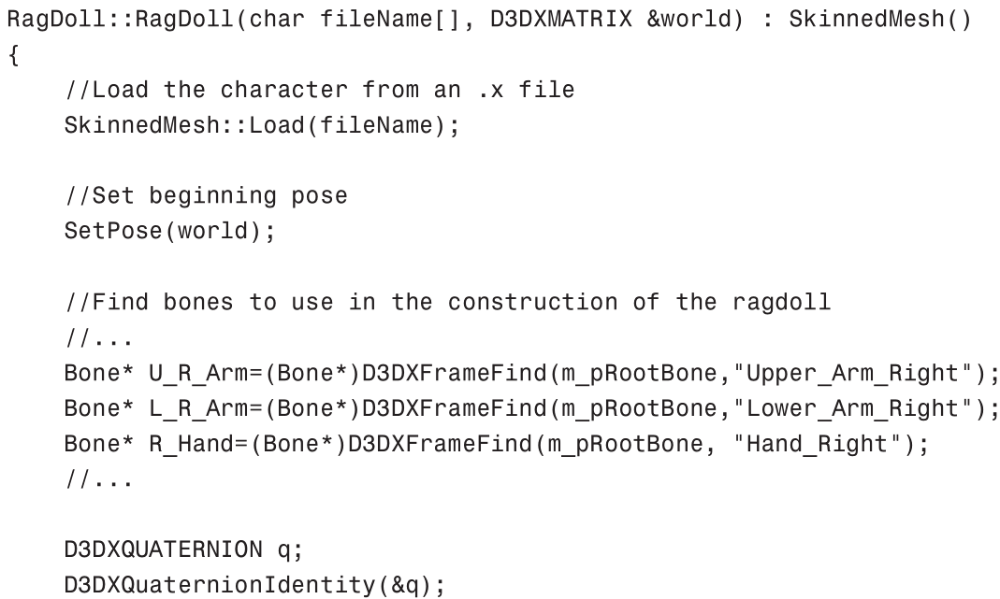 RagDoll::RagDoll(char fileName[], D3DXMATRIX &world) : SkinnedMesh()
{
    //Load the character from an .x file
    SkinnedMesh::Load(fileName);

    //Set beginning pose
    SetPose(world);

    //Find bones to use in the construction of the ragdoll
    //...
    Bone* U_R_Arm=(Bone*)D3DXFrameFind(m_pRootBone,"Upper_Arm_Right");
    Bone* L_R_Arm=(Bone*)D3DXFrameFind(m_pRootBone,"Lower_Arm_Right");
    Bone* R_Hand=(Bone*)D3DXFrameFind(m_pRootBone, "Hand_Right");
    //...

    D3DXQUATERNION q;
    D3DXQuaternionIdentity(&q);